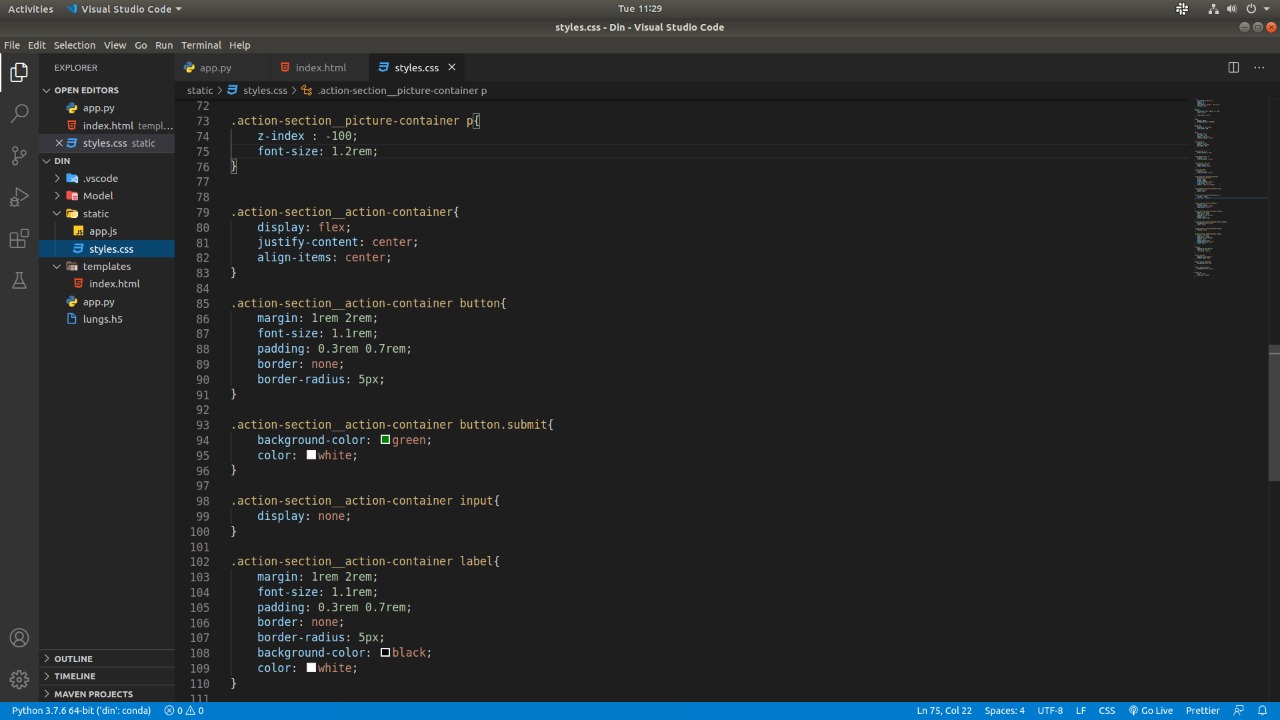 Activities Visual Studio Code Tue 11:29
styles.css - Din - Visual Studio Code
File Edit Selection View Go Run Terminal Help
EXPLORER
OPEN EDITORS
app.py
index.html templ...
styles.css static
DIN
.vscode
Model
static
app.js
styles.css
templates
index.html
app.py
lungs.h5
OUTLINE
TIMELINE
MAVEN PROJECTS
app.py index.html styles.css
static > styles.css > .action-section__picture-container p
72
73 .action-section__picture-container p{
74     z-index : -100;
75     font-size: 1.2rem;
76 }
77
78
79 .action-section__action-container{
80     display: flex;
81     justify-content: center;
82     align-items: center;
83 }
84
85 .action-section__action-container button{
86     margin: 1rem 2rem;
87     font-size: 1.1rem;
88     padding: 0.3rem 0.7rem;
89     border: none;
90     border-radius: 5px;
91 }
92
93 .action-section__action-container button.submit{
94     background-color: green;
95     color: white;
96 }
97
98 .action-section__action-container input{
99     display: none;
100 }
101
102 .action-section__action-container label{
103     margin: 1rem 2rem;
104     font-size: 1.1rem;
105     padding: 0.3rem 0.7rem;
106     border: none;
107     border-radius: 5px;
108     background-color: black;
109     color: white;
110 }
111
Python 3.7.6 64-bit ('din': conda) 0 0 Ln 75, Col 22 Spaces: 4 UTF-8 LF CSS Go Live Prettier